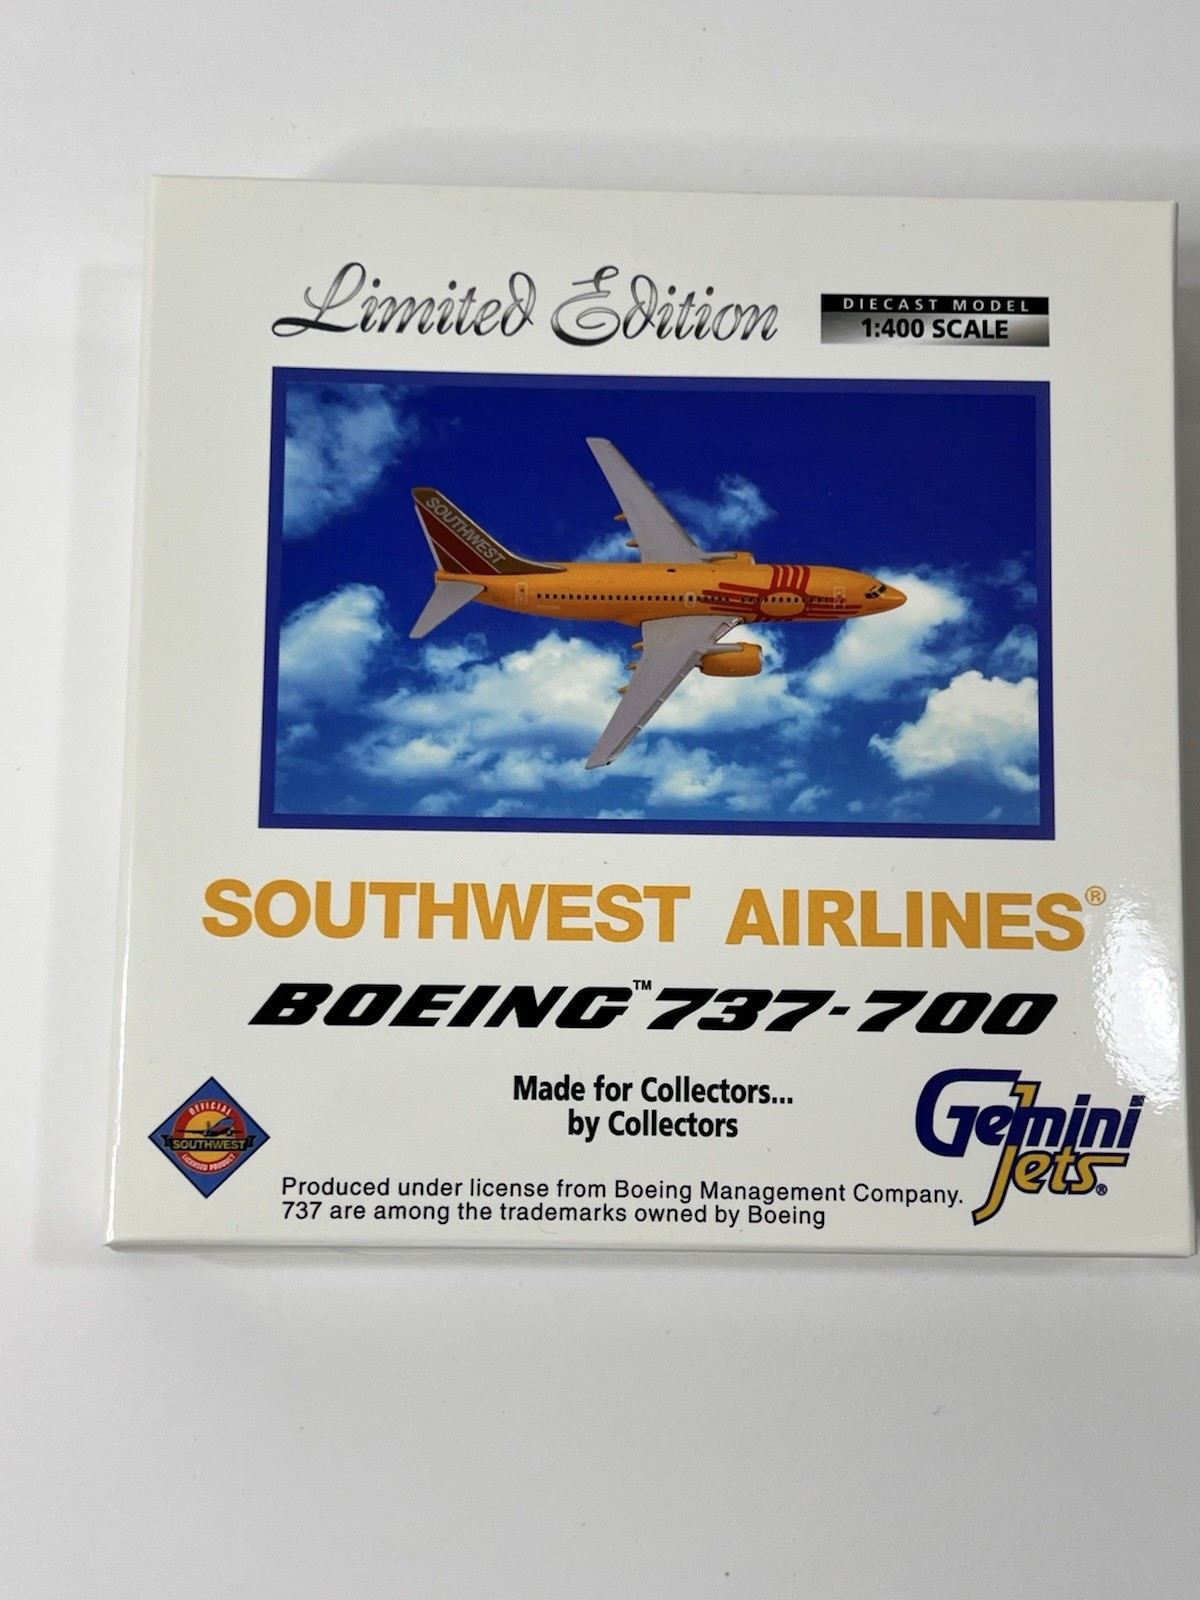 Limited Edition
DIECAST MODEL
1:400 SCALE
SOUTHWEST
SOUTHWEST AIRLINES®
BOEING™ 737-700
Made for Collectors...
by Collectors
OFFICIAL
SOUTHWEST
LICENSED PRODUCT
Gemini
Jets®
Produced under license from Boeing Management Company.
737 are among the trademarks owned by Boeing